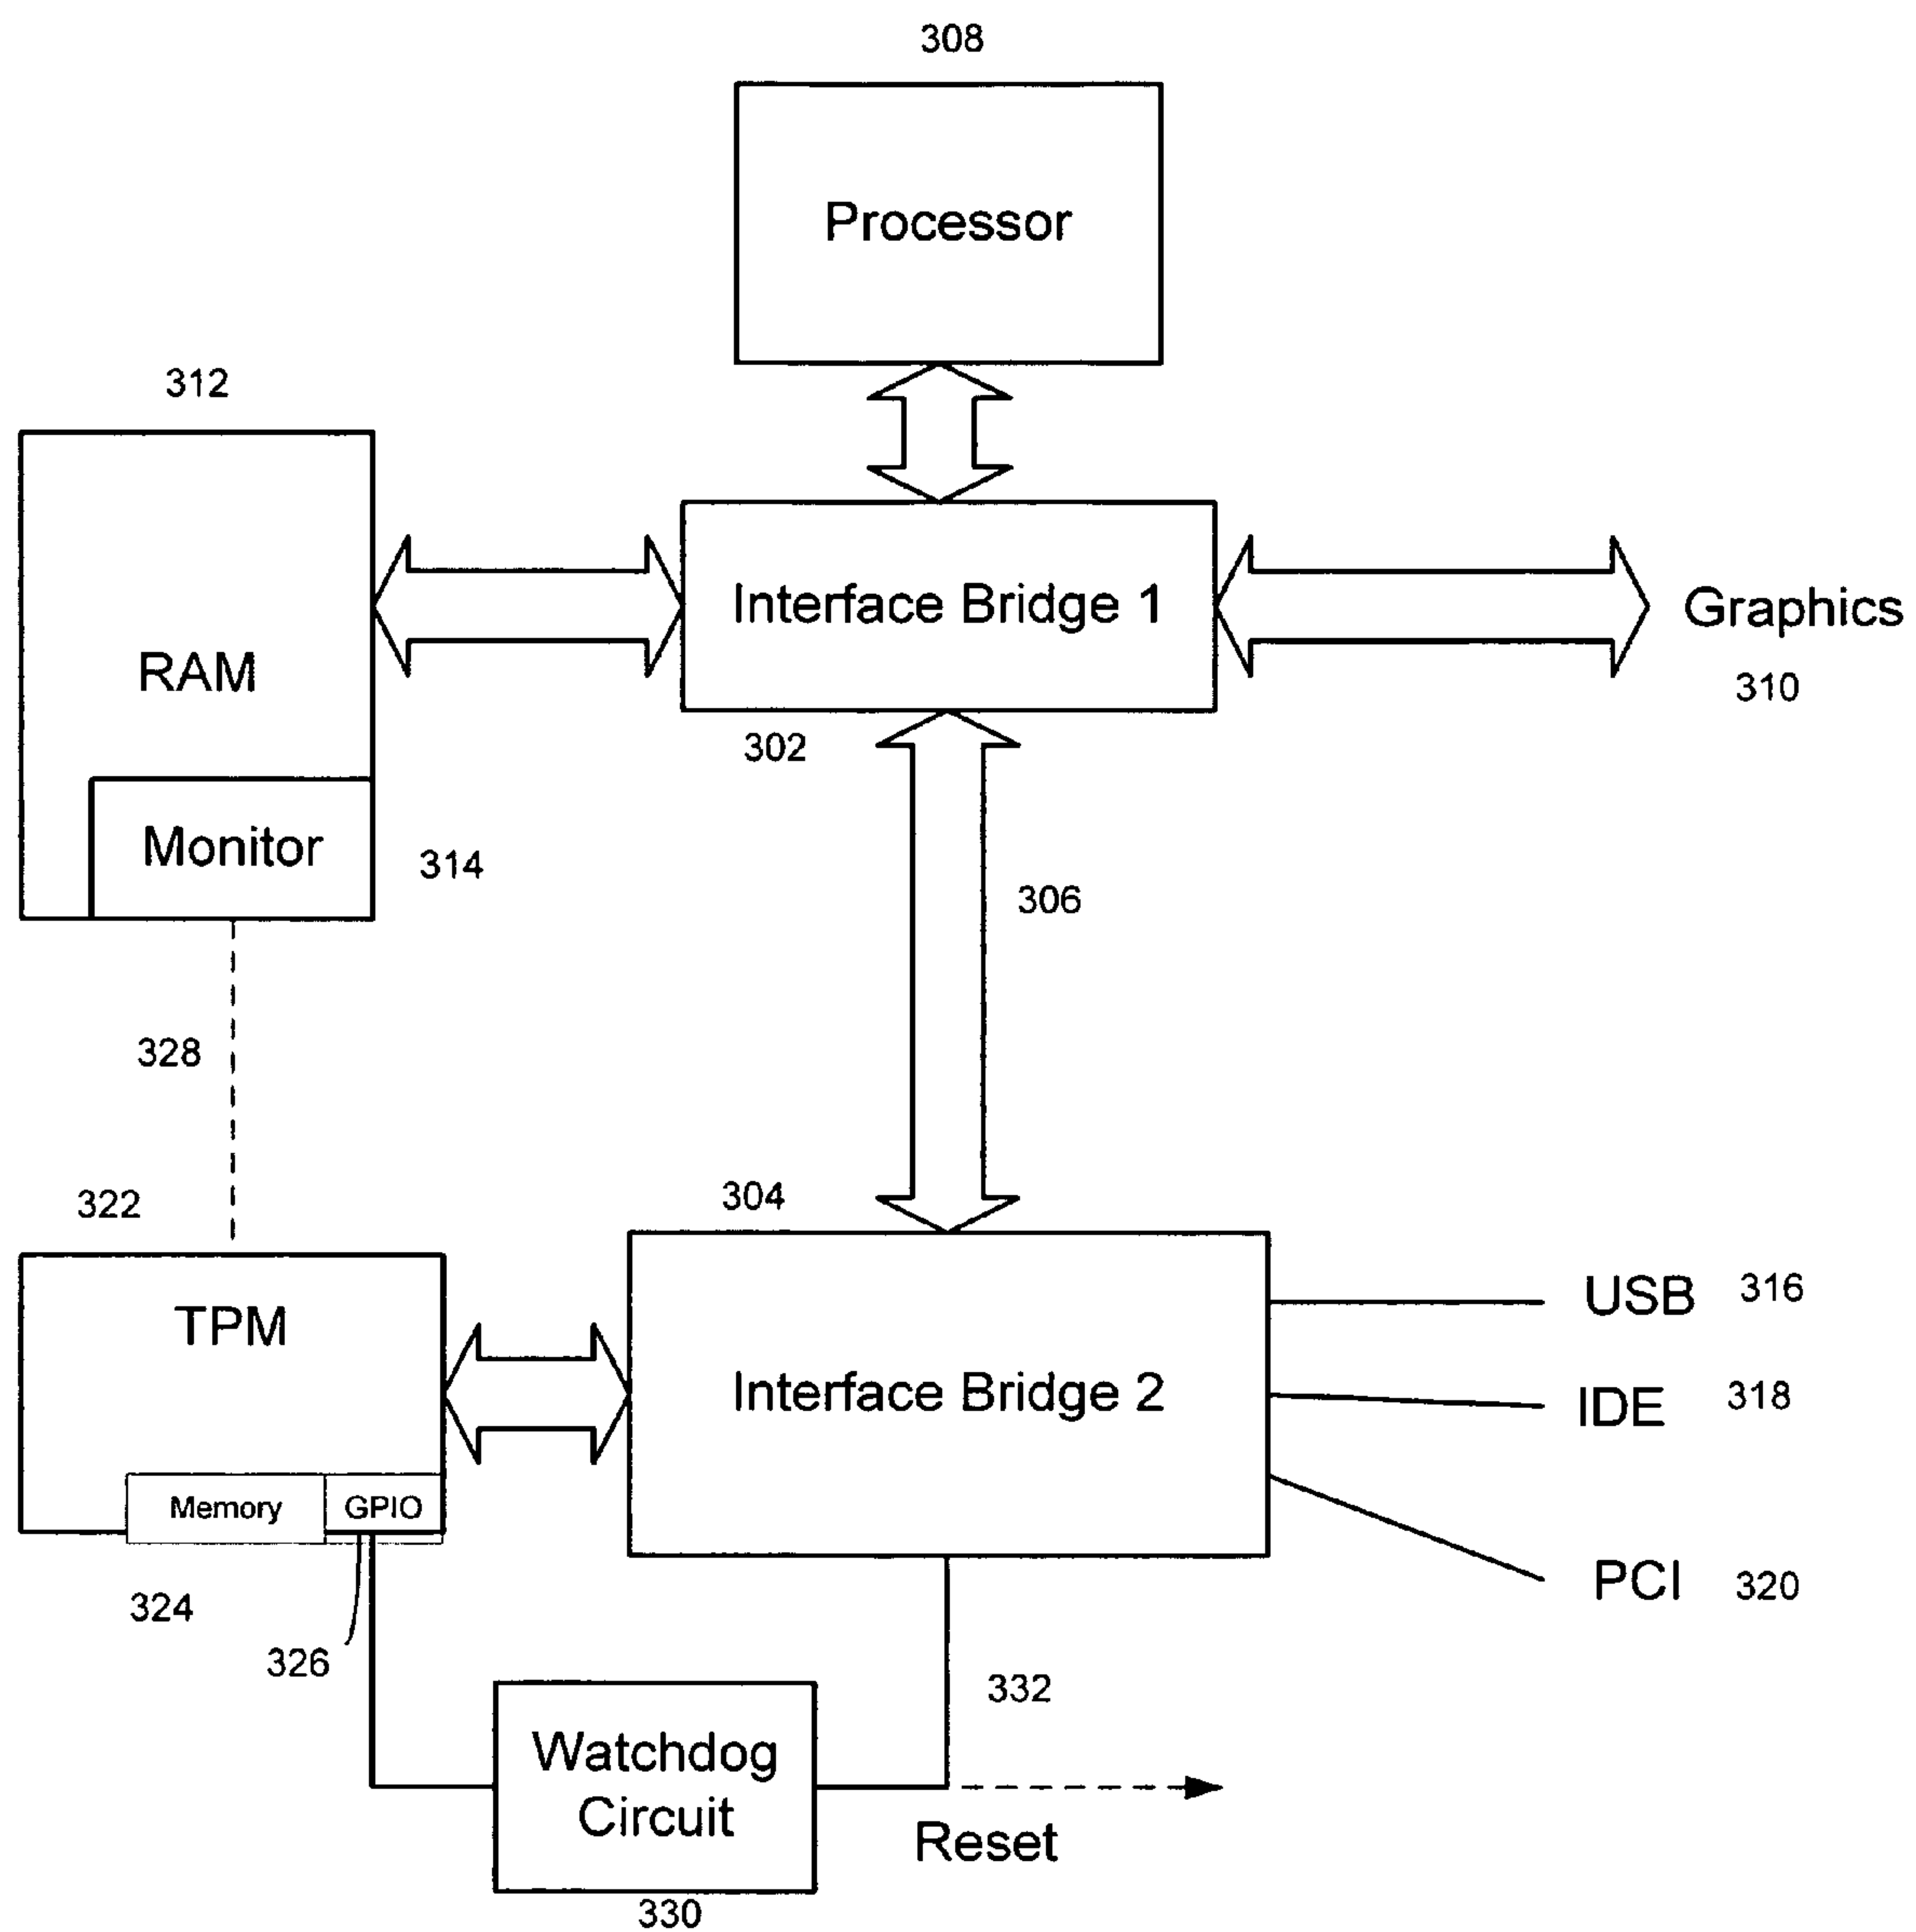 308
Processor
312
RAM
Interface Bridge 1
Graphics
310
302
Monitor
314
306
328
322
304
TPM
Interface Bridge 2
USB 316
IDE 318
PCI 320
Memory
GPIO
324
326
332
Watchdog
Circuit
Reset
330